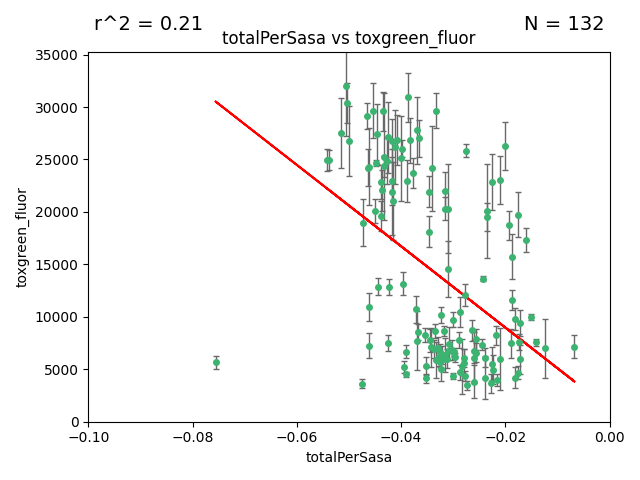 r^2 = 0.21
N = 132
totalPerSasa vs toxgreen_fluor
toxgreen_fluor
35000
30000
25000
20000
15000
10000
5000
0
−0.10
−0.08
−0.06
−0.04
−0.02
0.00
totalPerSasa